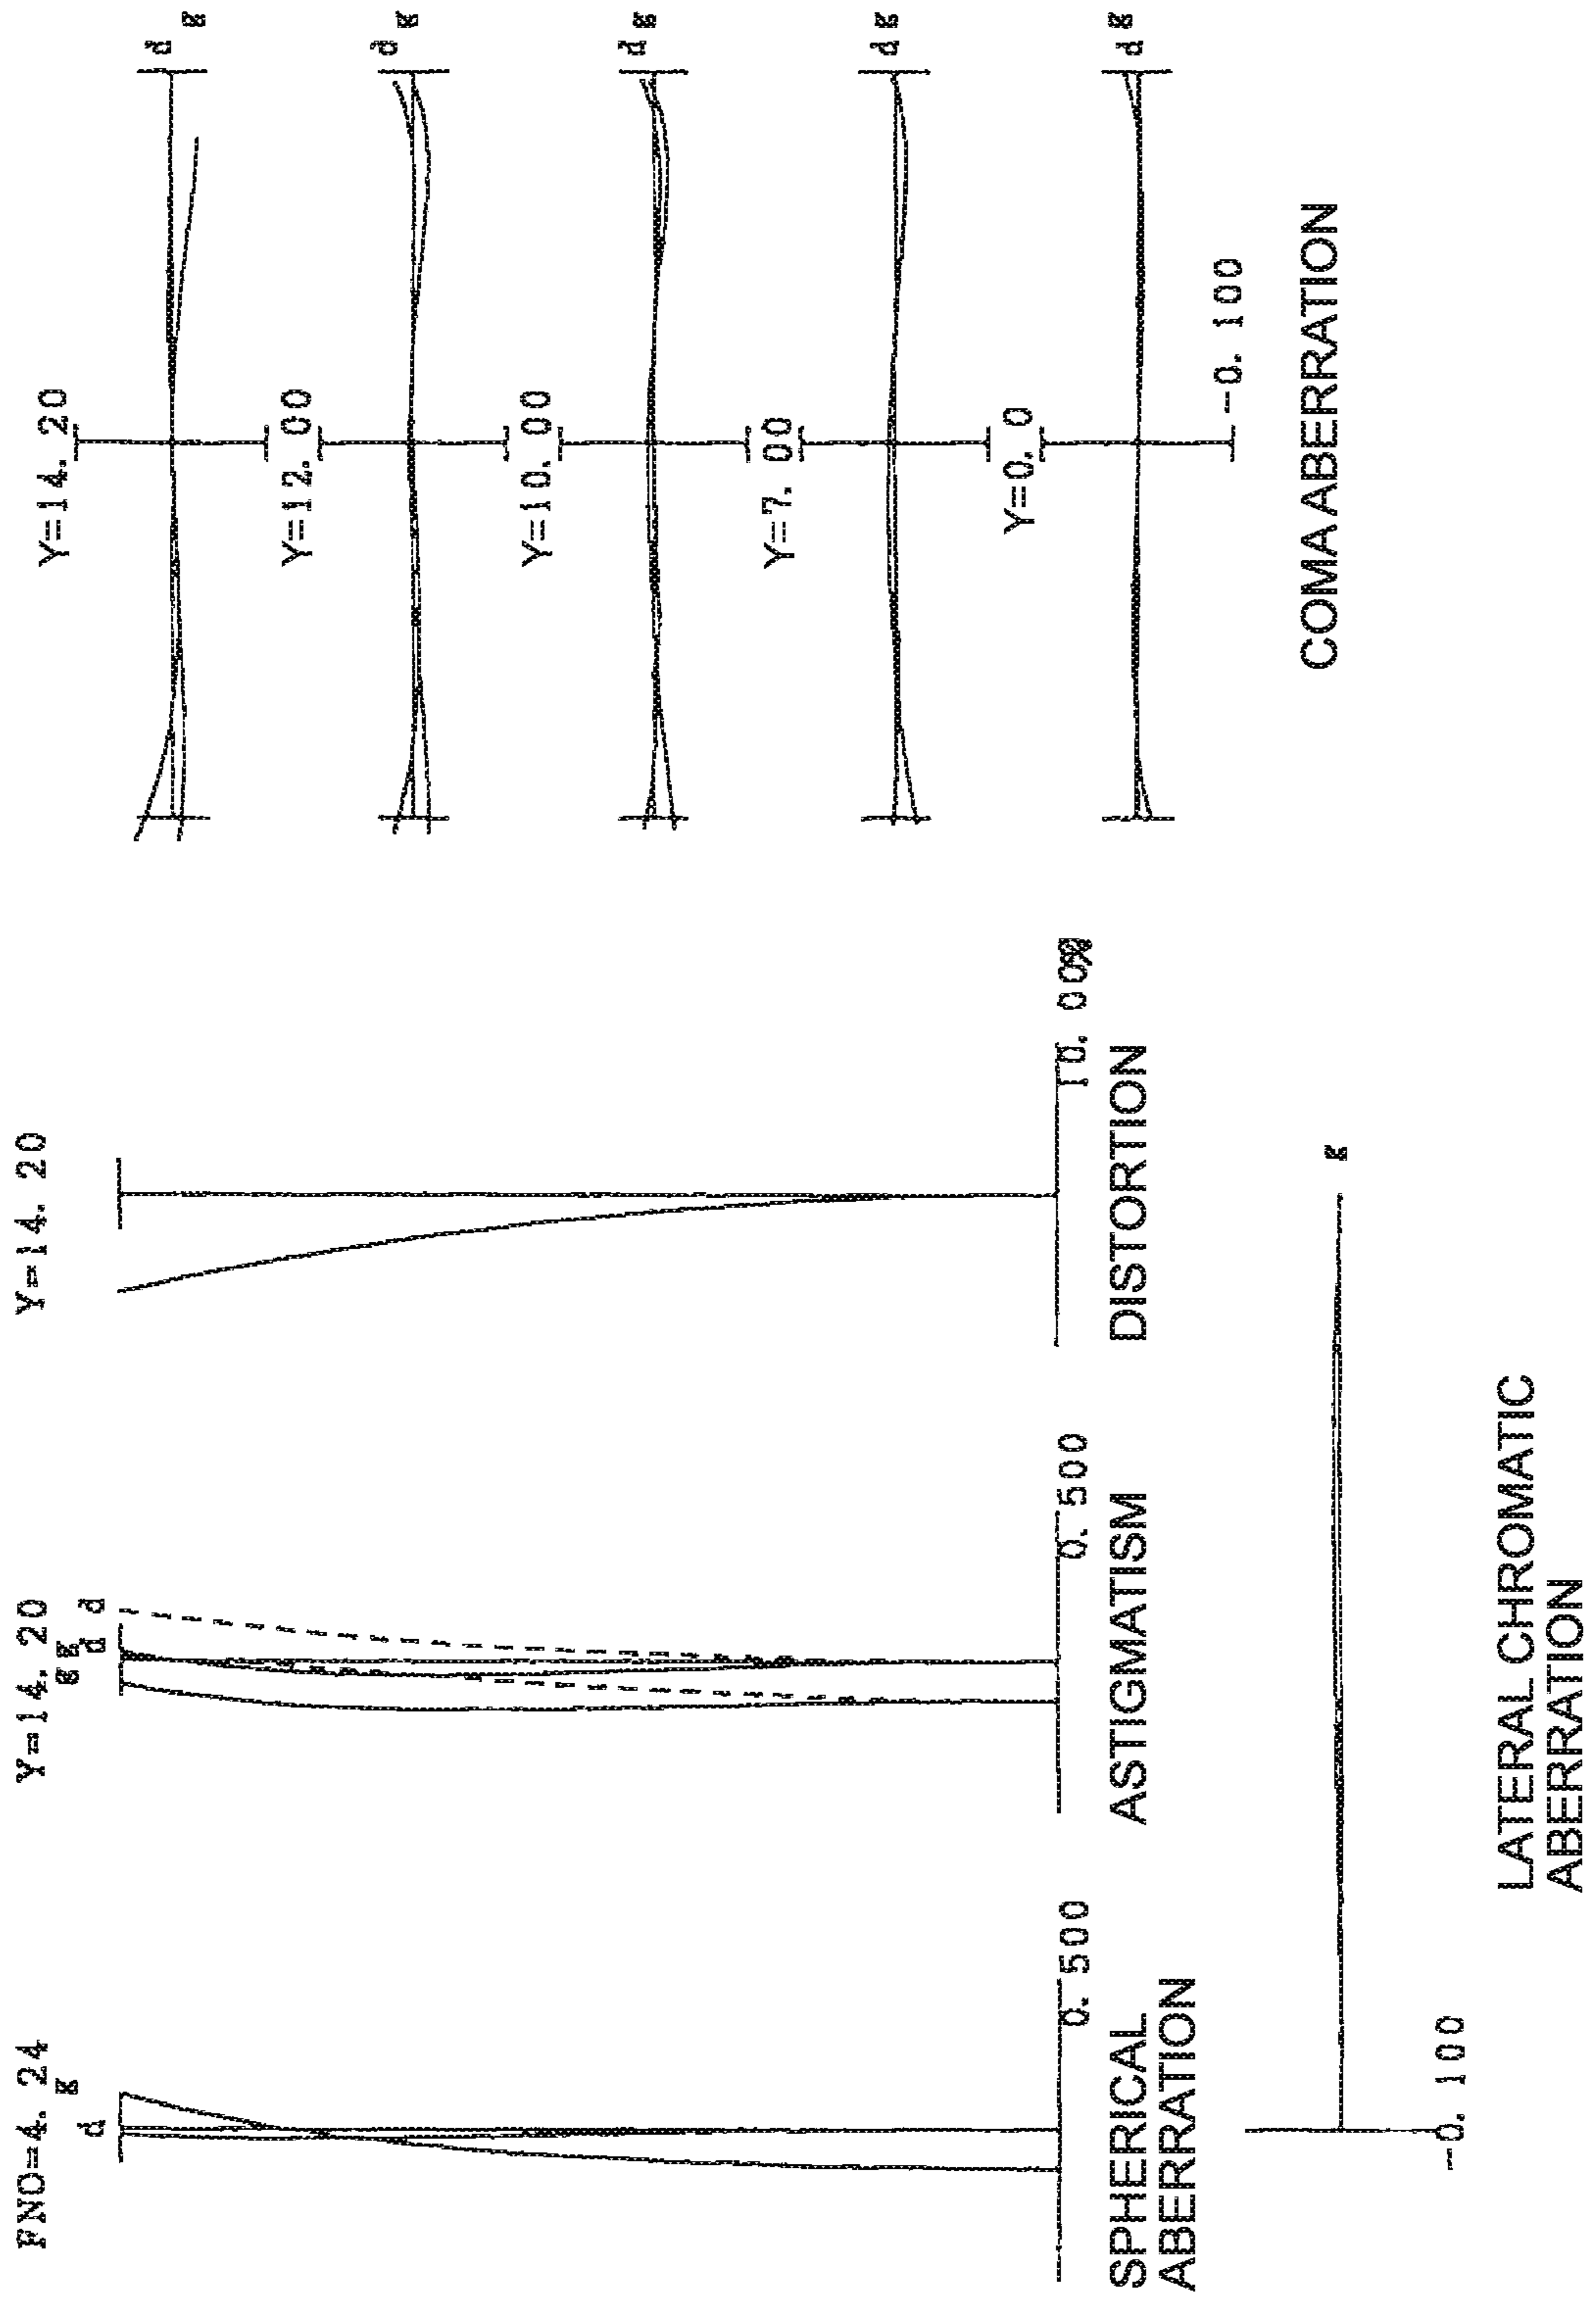 FNO=4. 24
g
d
0. 500
SPHERICAL
ABERRATION
Y=14. 20
g g
d d
0. 500
ASTIGMATISM
Y=14. 20
10. 00%
DISTORTION
Y=14. 20
d
g
Y=12. 00
d
g
Y=10. 00
d
g
Y=7. 00
d
g
Y=0. 0
d
g
-0. 100
COMA ABERRATION
g
-0. 100
LATERAL CHROMATIC
ABERRATION